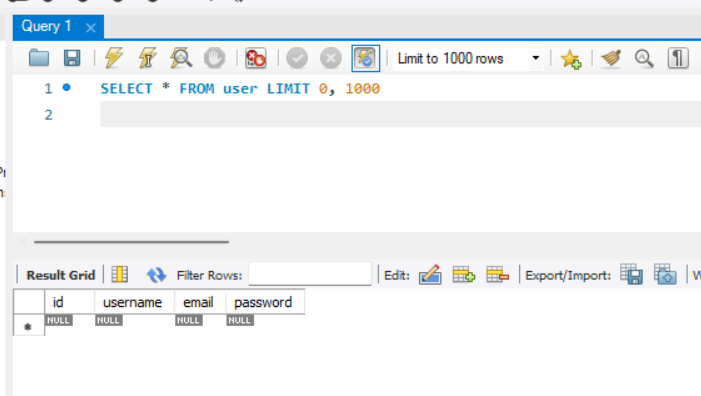 Query 1
Limit to 1000 rows
1 SELECT * FROM user LIMIT 0, 1000
2
Result Grid Filter Rows: Edit: Export/Import:
id username email password
NULL NULL NULL NULL